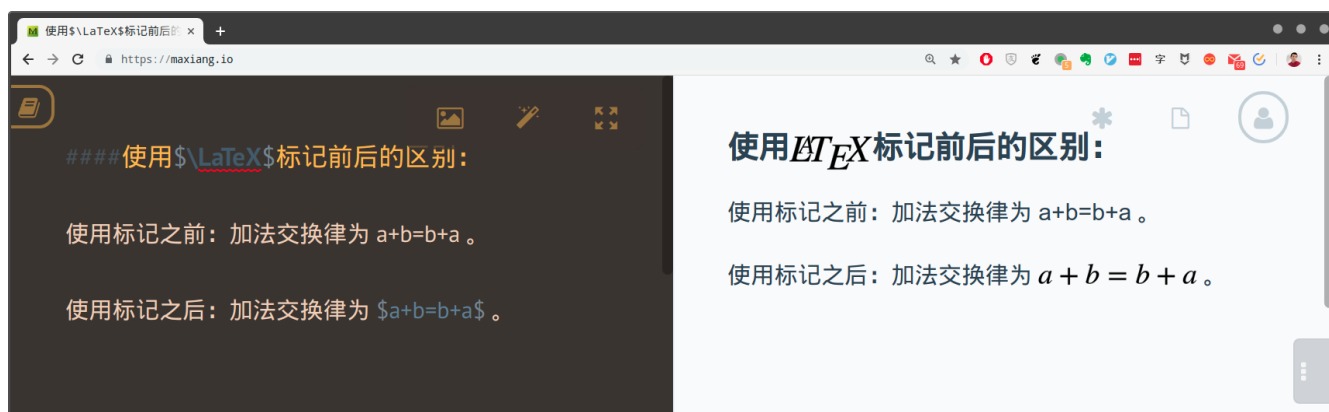 使用$\LaTeX$标记前后的
https://maxiang.io
字
69
####使用$\LaTeX$标记前后的区别：
使用标记之前：加法交换律为 a+b=b+a 。
使用标记之后：加法交换律为 $a+b=b+a$ 。
使用LATEX标记前后的区别：
使用标记之前：加法交换律为 a+b=b+a 。
使用标记之后：加法交换律为 a + b = b + a 。